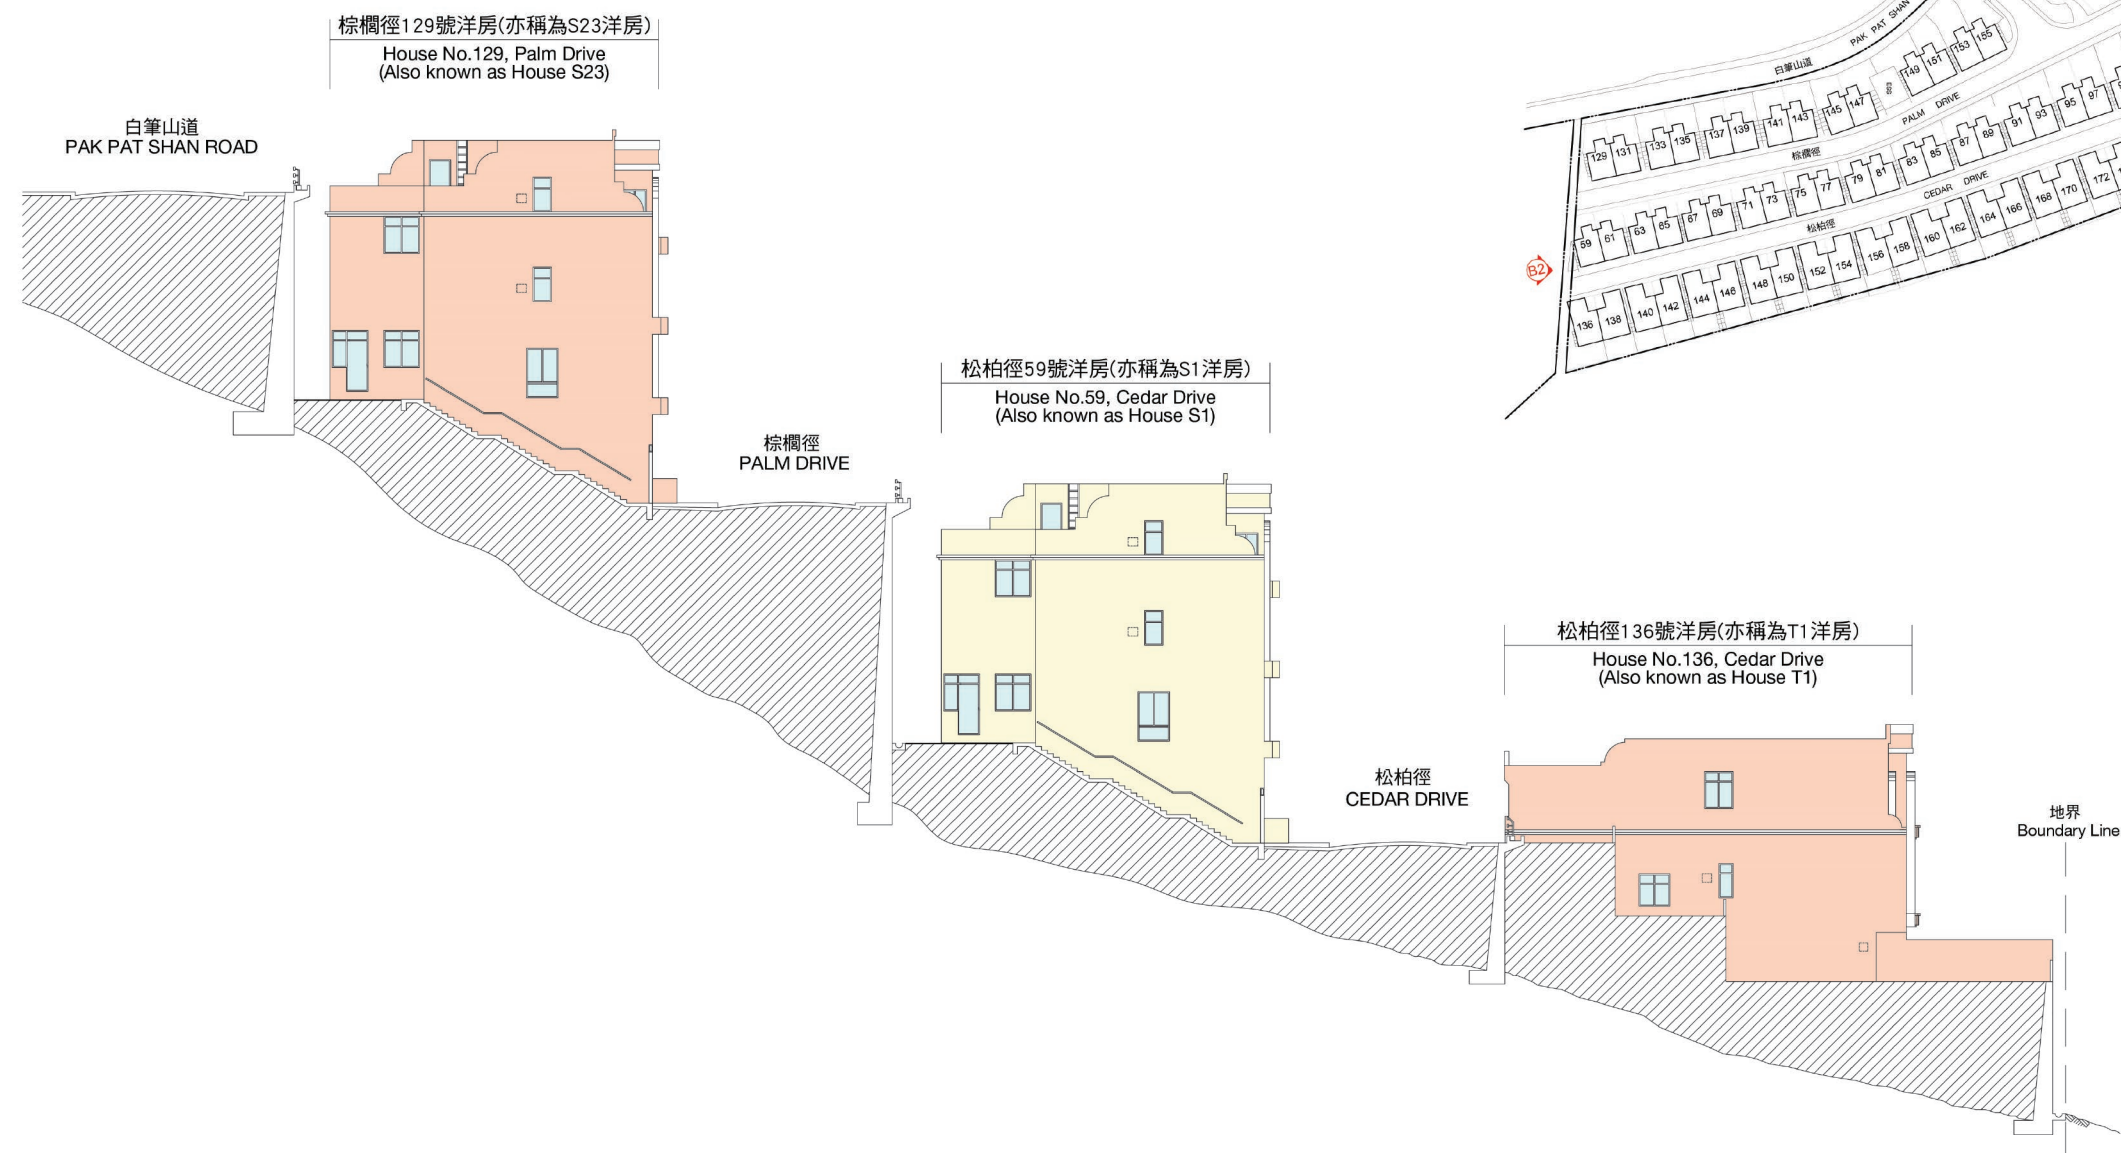 棕櫚徑129號洋房(亦稱為S23洋房)
House No.129, Palm Drive
(Also known as House S23)
白筆山道
PAK PAT SHAN ROAD
棕櫚徑
PALM DRIVE
松柏徑59號洋房(亦稱為S1洋房)
House No.59, Cedar Drive
(Also known as House S1)
松柏徑
CEDAR DRIVE
松柏徑136號洋房(亦稱為T1洋房)
House No.136, Cedar Drive
(Also known as House T1)
地界
Boundary Line
白筆山道
PAK PAT SHAN
129 131 133 135 137 139 141 143 145 147 149 151 153 155
棕櫚徑
PALM DRIVE
59 61 63 65 67 69 71 73 75 77 79 81 83 85 87 89 91 93 95 97
松柏徑
CEDAR DRIVE
136 138 140 142 144 146 148 150 152 154 156 158 160 162 164 166 168 170 172
B2